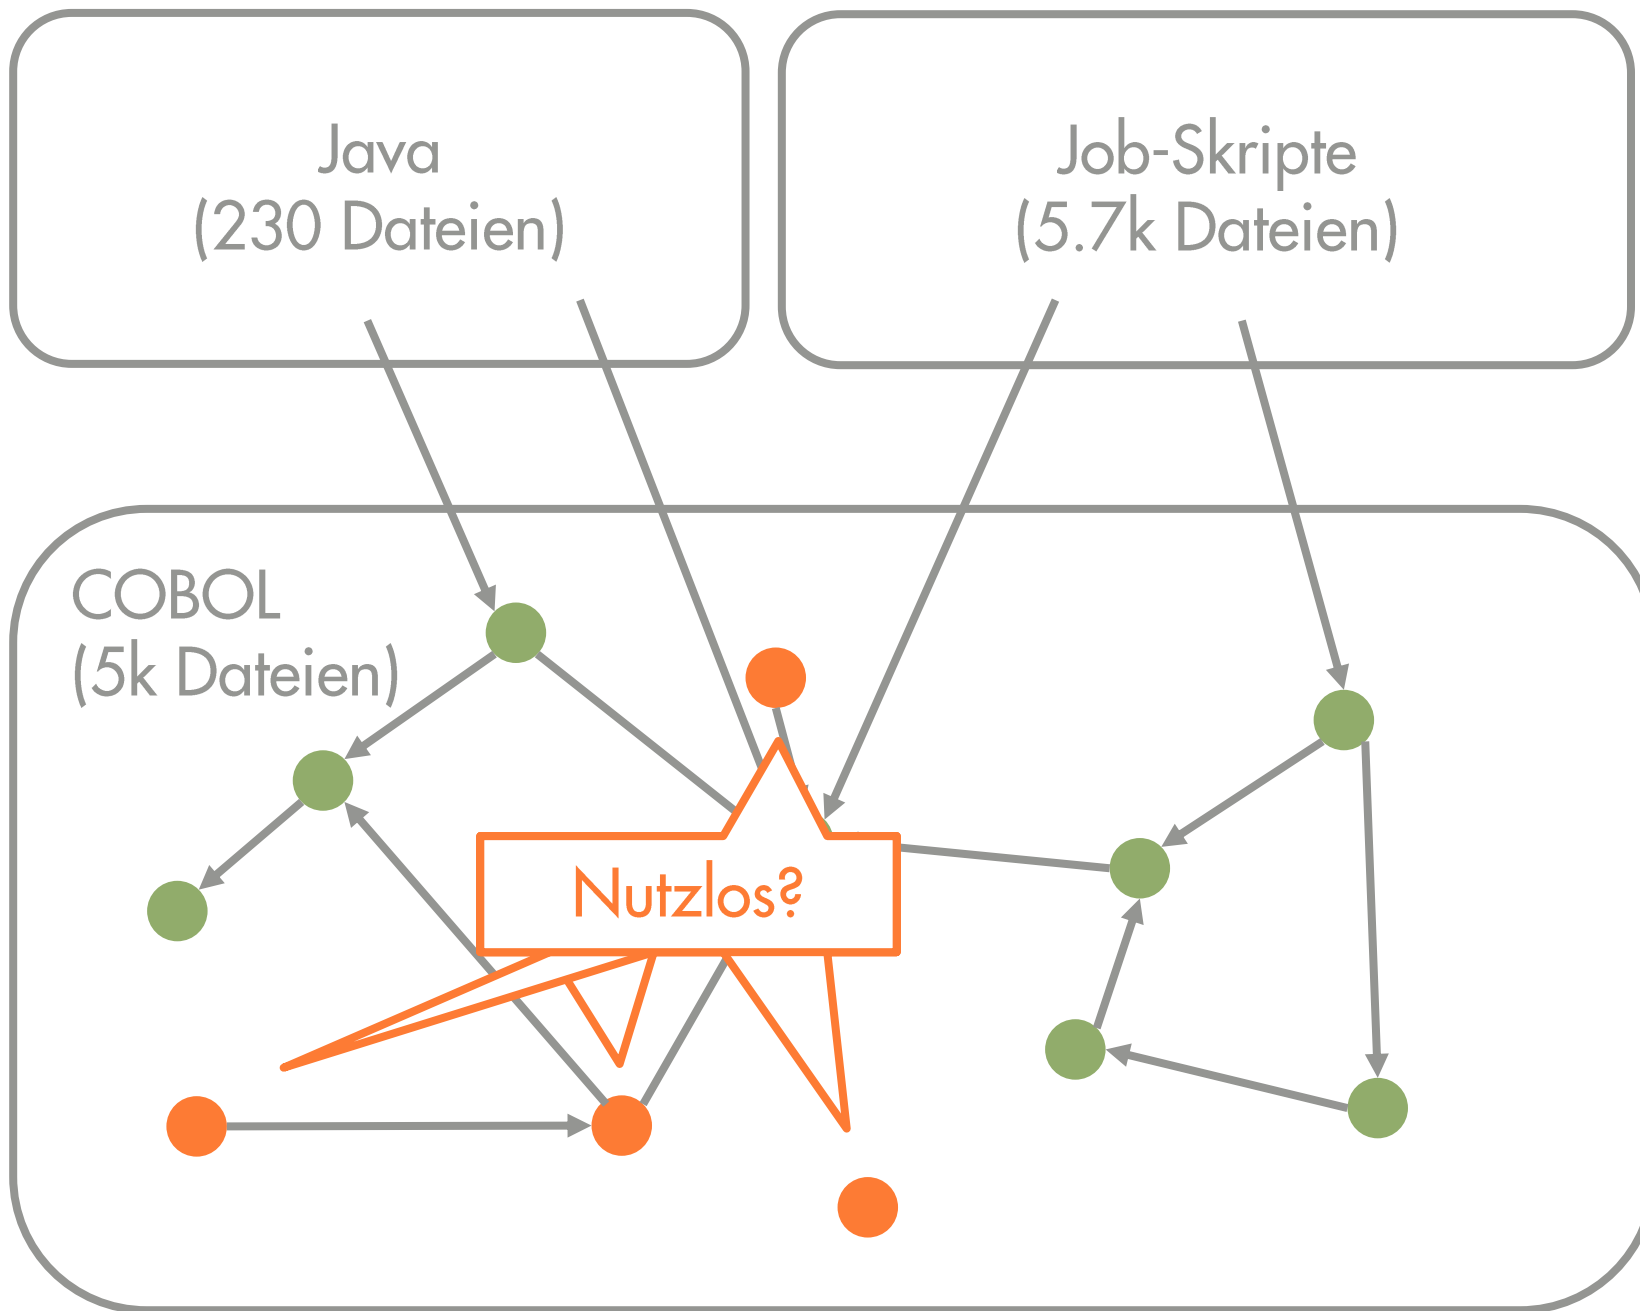 Java
(230 Dateien)
Job-Skripte
(5.7k Dateien)
COBOL
(5k Dateien)
Nutzlos?